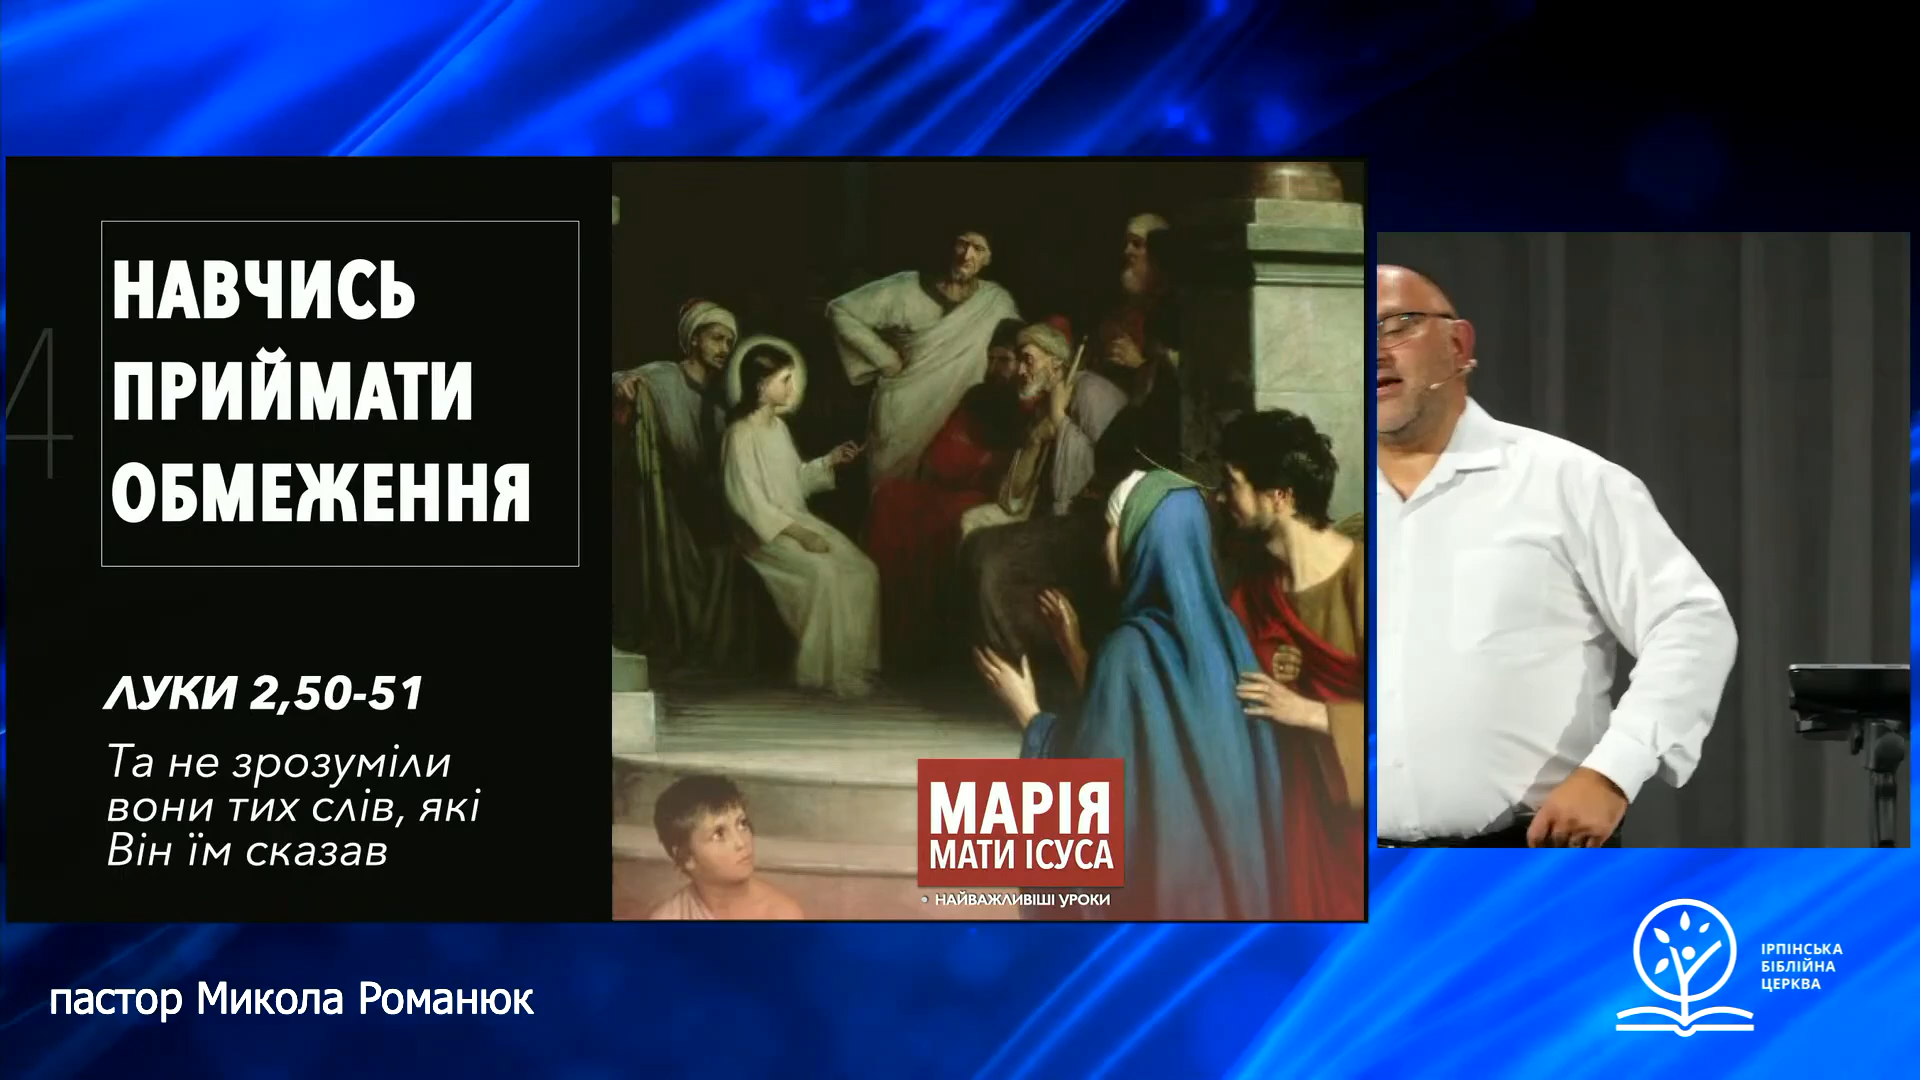 4
НАВЧИСЬ
ПРИЙМАТИ
ОБМЕЖЕННЯ
ЛУКИ 2,50-51
Та не зрозуміли
вони тих слів, які
Він їм сказав
МАРІЯ
МАТИ ІСУСА
• НАЙВАЖЛИВІШІ УРОКИ
пастор Микола Романюк
ІРПІНСЬКА
БІБЛІЙНА
ЦЕРКВА